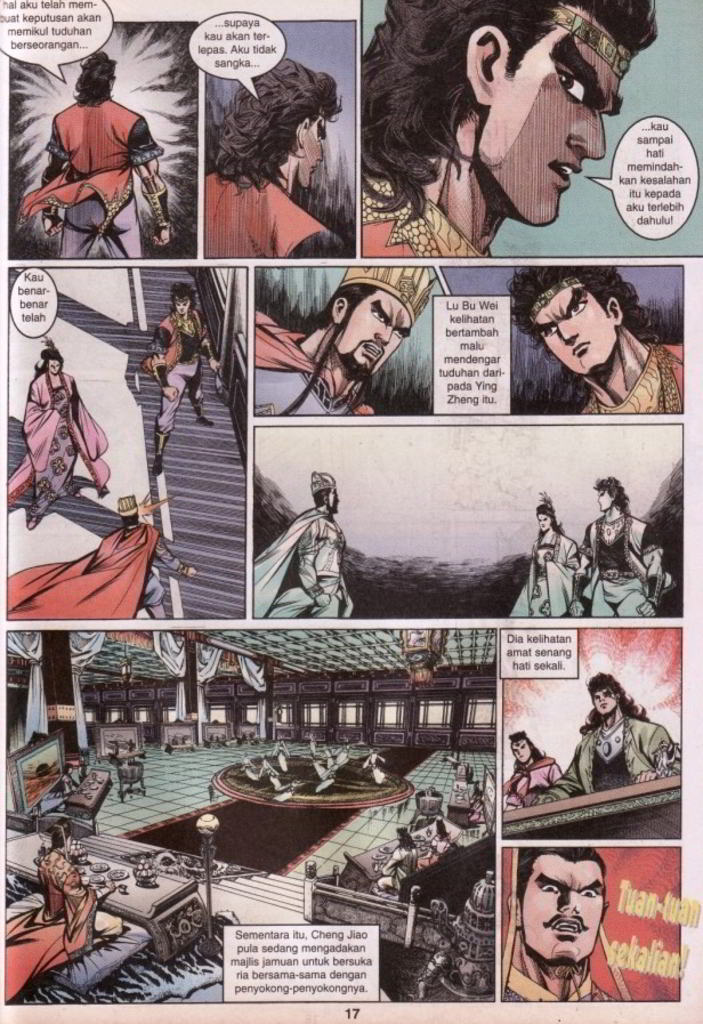 hal aku telah mem-
buat keputusan akan
memikul tuduhan
berseorangan...
...supaya
kau akan ter-
lepas. Aku tidak
sangka...
...kau
sampai
hati
memindah-
kan kesalahan
itu kepada
aku terlebih
dahulu!
Kau
benar-
benar
telah
Lu Bu Wei
kelihatan
bertambah
malu
mendengar
tuduhan dari-
pada Ying
Zheng itu.
Sementara itu, Cheng Jiao
pula sedang mengadakan
majlis jamuan untuk bersuka
ria bersama-sama dengan
penyokong-penyokongnya.
Dia kelihatan
amat senang
hati sekali.
Tuan-tuan
sekalian!
17